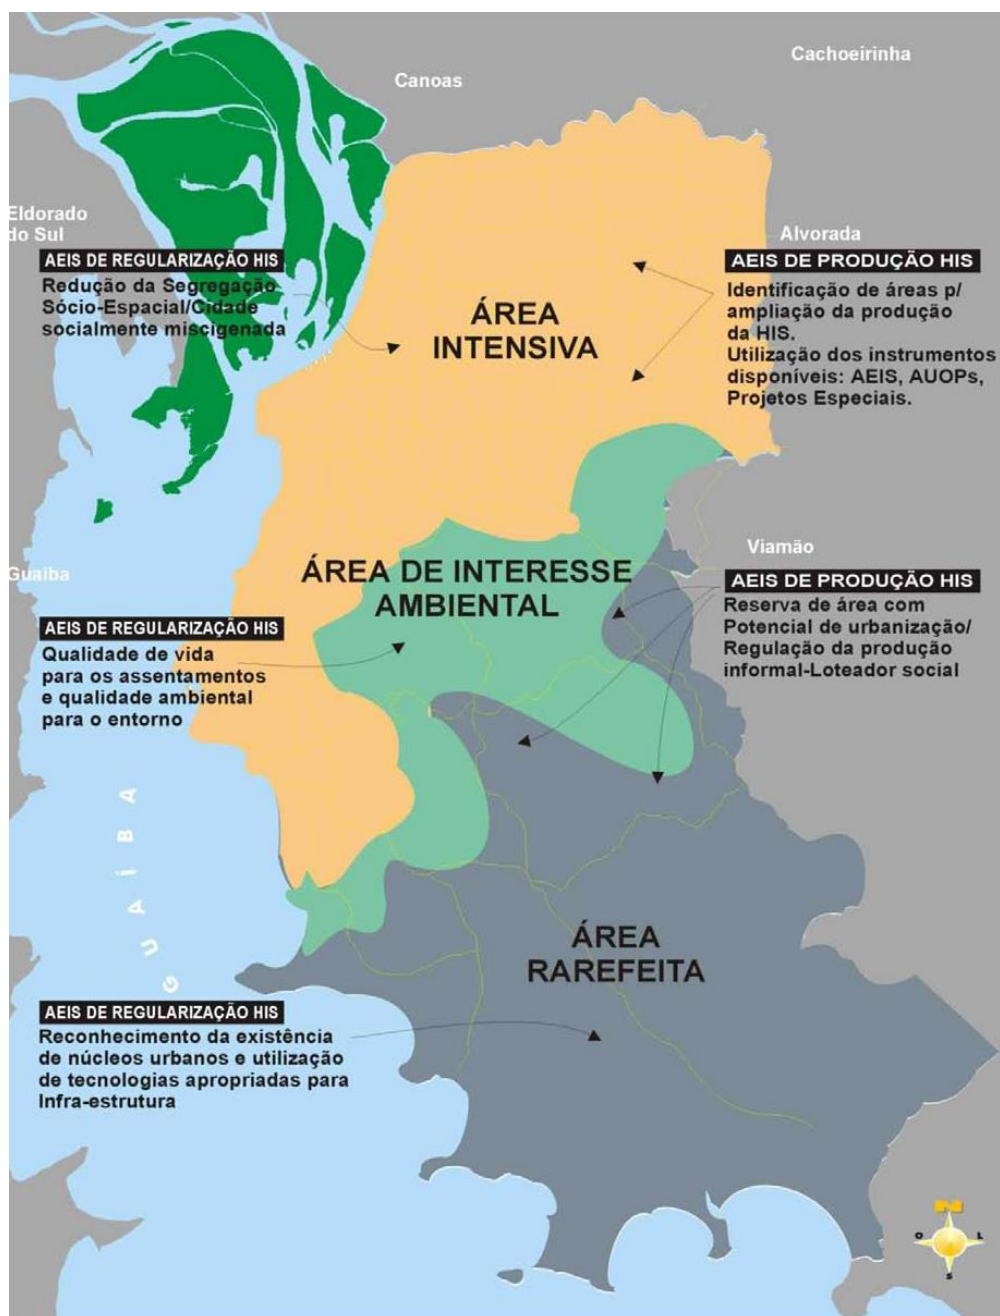 Canoas
Cachoeirinha
Eldorado
do Sul
Alvorada
AEIS DE REGULARIZAÇÃO HIS
Redução da Segregação
Sócio-Espacial/Cidade
socialmente miscigenada
ÁREA
INTENSIVA
AEIS DE PRODUÇÃO HIS
Identificação de áreas p/
ampliação da produção
da HIS.
Utilização dos instrumentos
disponíveis: AEIS, AUOPs,
Projetos Especiais.
Viamão
Guaiba
ÁREA DE INTERESSE
AMBIENTAL
AEIS DE PRODUÇÃO HIS
Reserva de área com
Potencial de urbanização/
Regulação da produção
informal-Loteador social
AEIS DE REGULARIZAÇÃO HIS
Qualidade de vida
para os assentamentos
e qualidade ambiental
para o entorno
GUAÍBA
ÁREA
RAREFEITA
AEIS DE REGULARIZAÇÃO HIS
Reconhecimento da existência
de núcleos urbanos e utilização
de tecnologias apropriadas para
Infra-estrutura
N
O L
S